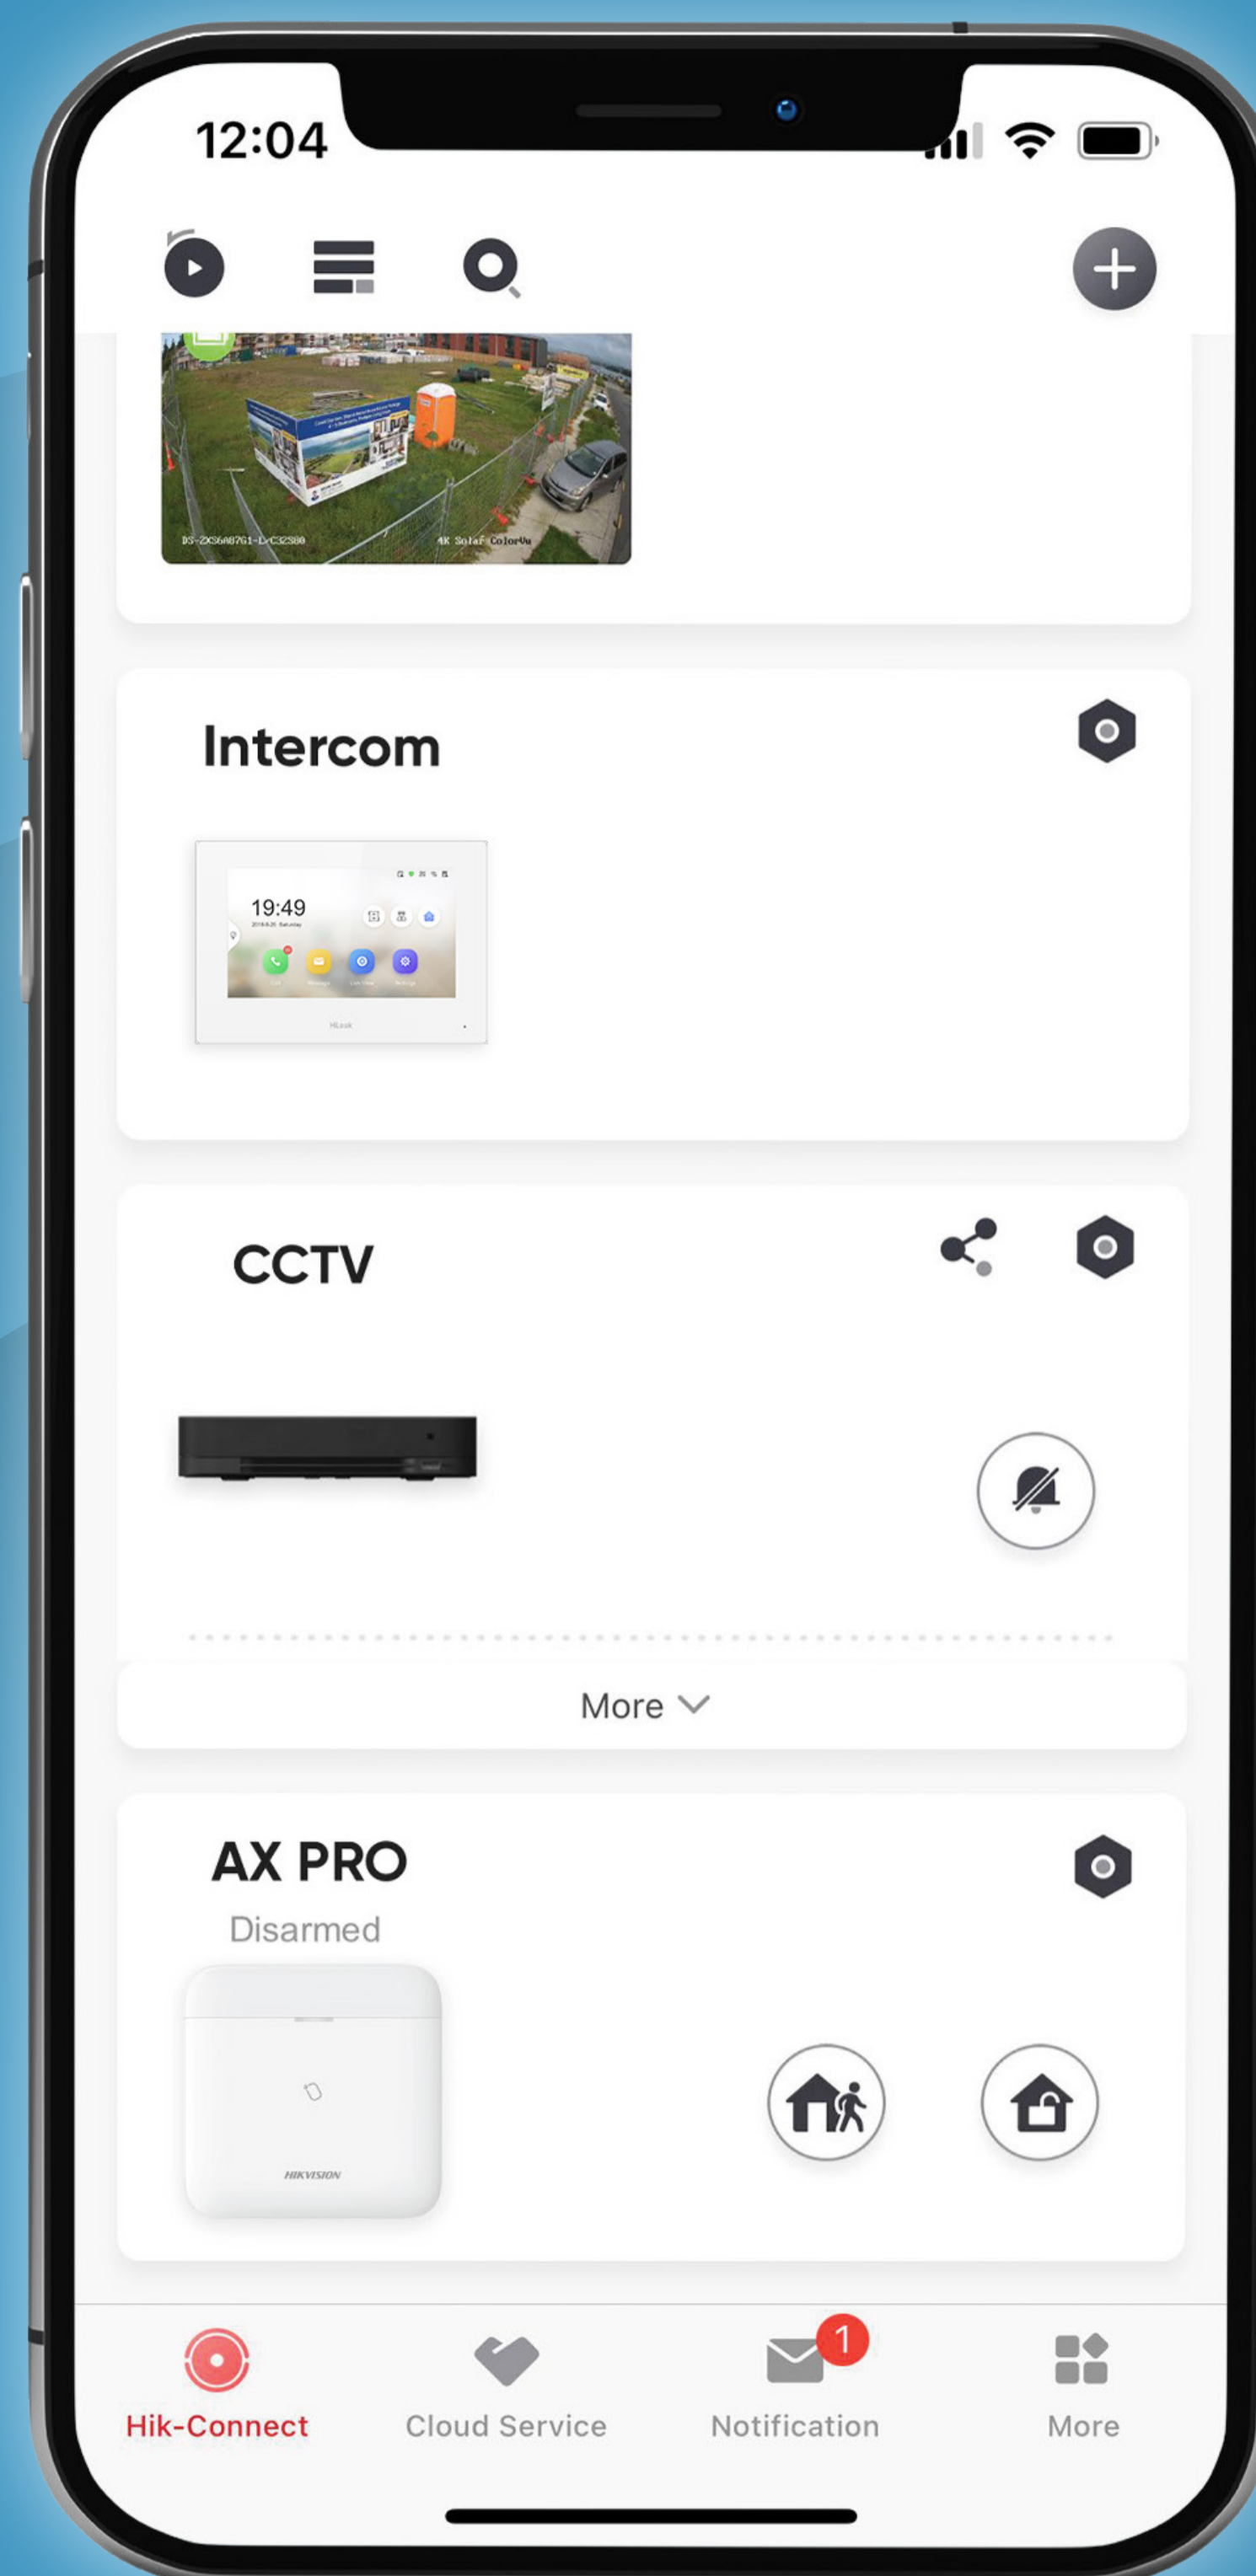 12:04
DS-2XS6A87G1-L/C32S80
4K Solar ColorVu
Intercom
19:49
HiLook
CCTV
More
AX PRO
Disarmed
HIKVISION
1
Hik-Connect
Cloud Service
Notification
More